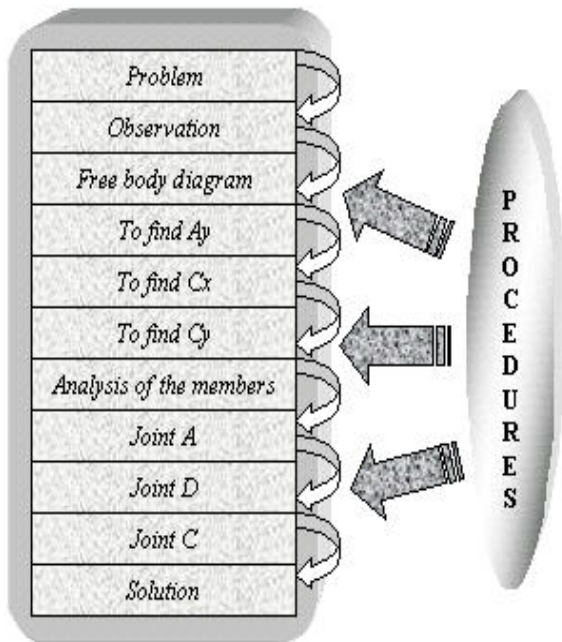 Problem
Observation
Free body diagram
To find Ay
To find Cx
To find Cy
Analysis of the members
Joint A
Joint D
Joint C
Solution
PROCEDURES